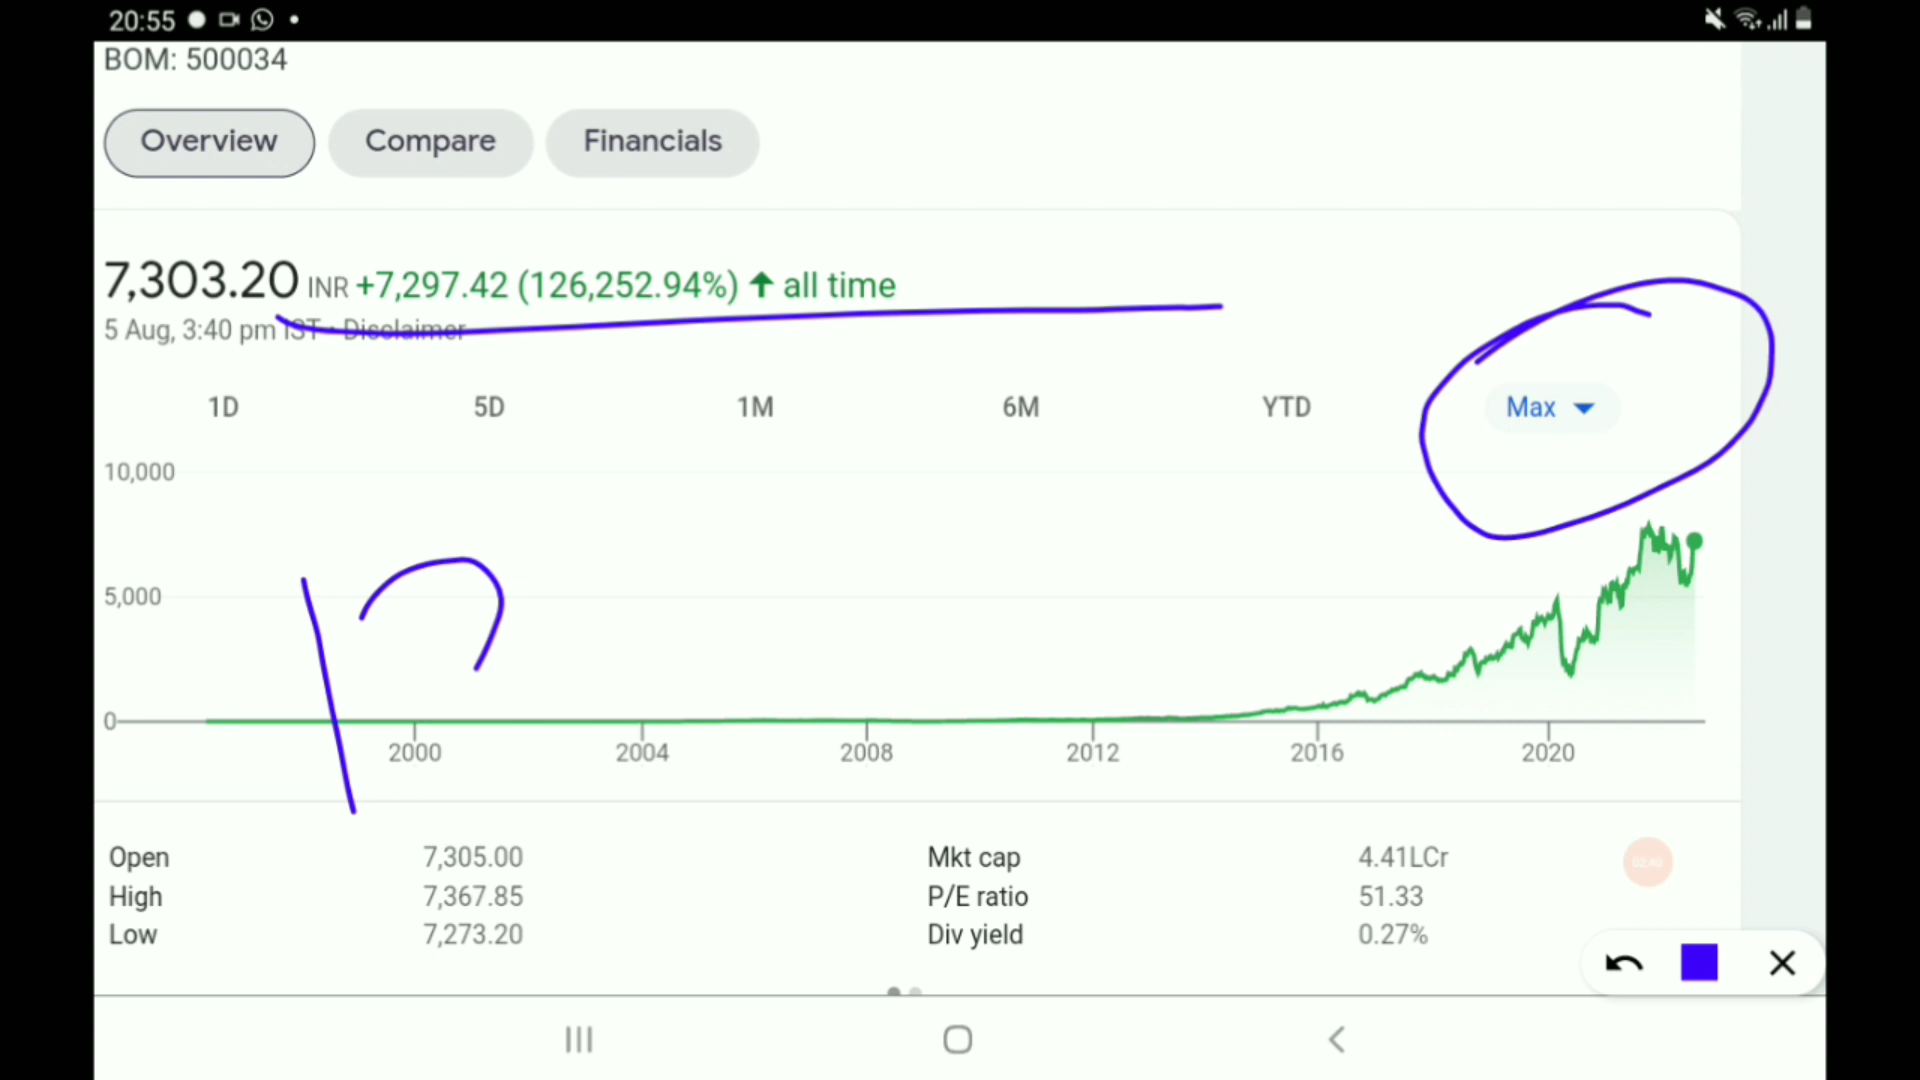 20:55
BOM: 500034
Overview Compare Financials
7,303.20 INR +7,297.42 (126,252.94%) ↑ all time
5 Aug, 3:40 pm IST · Disclaimer
1D 5D 1M 6M YTD Max
10,000
5,000
0
2000 2004 2008 2012 2016 2020
Open 7,305.00 Mkt cap 4.41LCr
High 7,367.85 P/E ratio 51.33
Low 7,273.20 Div yield 0.27%
02:40